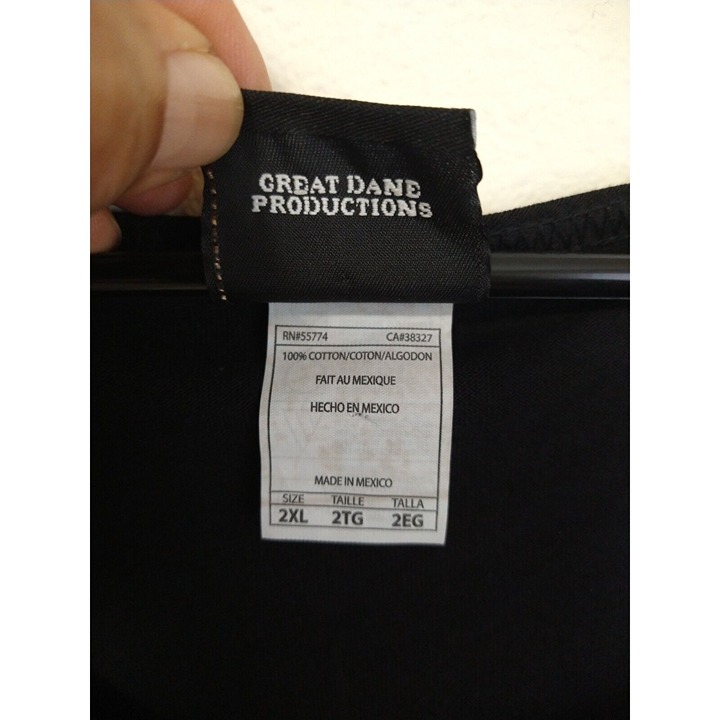 GREAT DANE
PRODUCTIONS
RN#55774 CA#38327
100% COTTON/COTON/ALGODON
FAIT AU MEXIQUE
HECHO EN MEXICO
MADE IN MEXICO
SIZE TAILLE TALLA
2XL 2TG 2EG